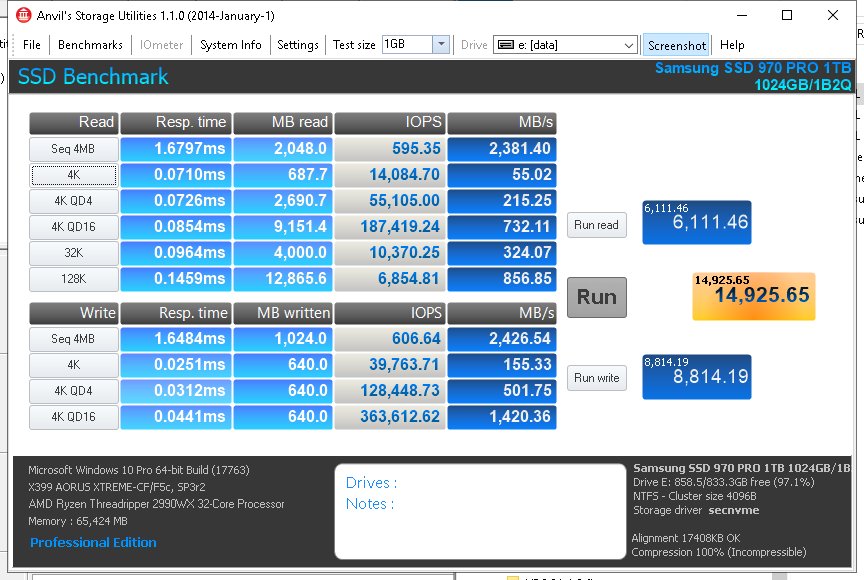 Anvil's Storage Utilities 1.1.0 (2014-January-1)
File Benchmarks IOmeter System Info Settings Test size 1GB Drive e: [data] Screenshot Help
SSD Benchmark
Samsung SSD 970 PRO 1TB
1024GB/1B2Q
Read Resp. time MB read IOPS MB/s
Seq 4MB 1.6797ms 2,048.0 595.35 2,381.40
4K 0.0710ms 687.7 14,084.70 55.02
4K QD4 0.0726ms 2,690.7 55,105.00 215.25
4K QD16 0.0854ms 9,151.4 187,419.24 732.11
32K 0.0964ms 4,000.0 10,370.25 324.07
128K 0.1459ms 12,865.6 6,854.81 856.85
Run read
6,111.46
6,111.46
Run
14,925.65
14,925.65
Write Resp. time MB written IOPS MB/s
Seq 4MB 1.6484ms 1,024.0 606.64 2,426.54
4K 0.0251ms 640.0 39,763.71 155.33
4K QD4 0.0312ms 640.0 128,448.73 501.75
4K QD16 0.0441ms 640.0 363,612.62 1,420.36
Run write
8,814.19
8,814.19
Microsoft Windows 10 Pro 64-bit Build (17763)
X399 AORUS XTREME-CF/F5c, SP3r2
AMD Ryzen Threadripper 2990WX 32-Core Processor
Memory : 65,424 MB
Professional Edition
Drives :
Notes :
Samsung SSD 970 PRO 1TB 1024GB/1B
Drive E: 858.5/833.3GB free (97.1%)
NTFS - Cluster size 4096B
Storage driver secnvme
Alignment 17408KB OK
Compression 100% (Incompressible)